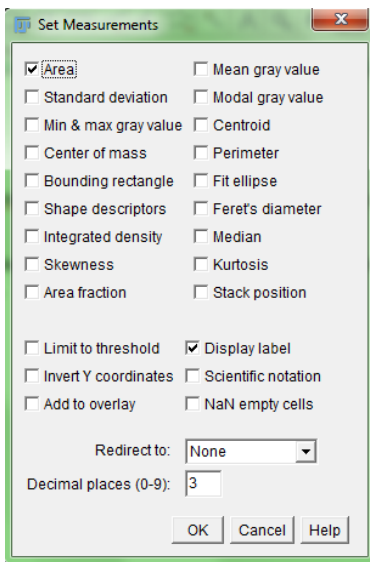 Set Measurements
Area Mean gray value
Standard deviation Modal gray value
Min & max gray value Centroid
Center of mass Perimeter
Bounding rectangle Fit ellipse
Shape descriptors Feret's diameter
Integrated density Median
Skewness Kurtosis
Area fraction Stack position
Limit to threshold Display label
Invert Y coordinates Scientific notation
Add to overlay NaN empty cells
Redirect to: None
Decimal places (0-9): 3
OK Cancel Help